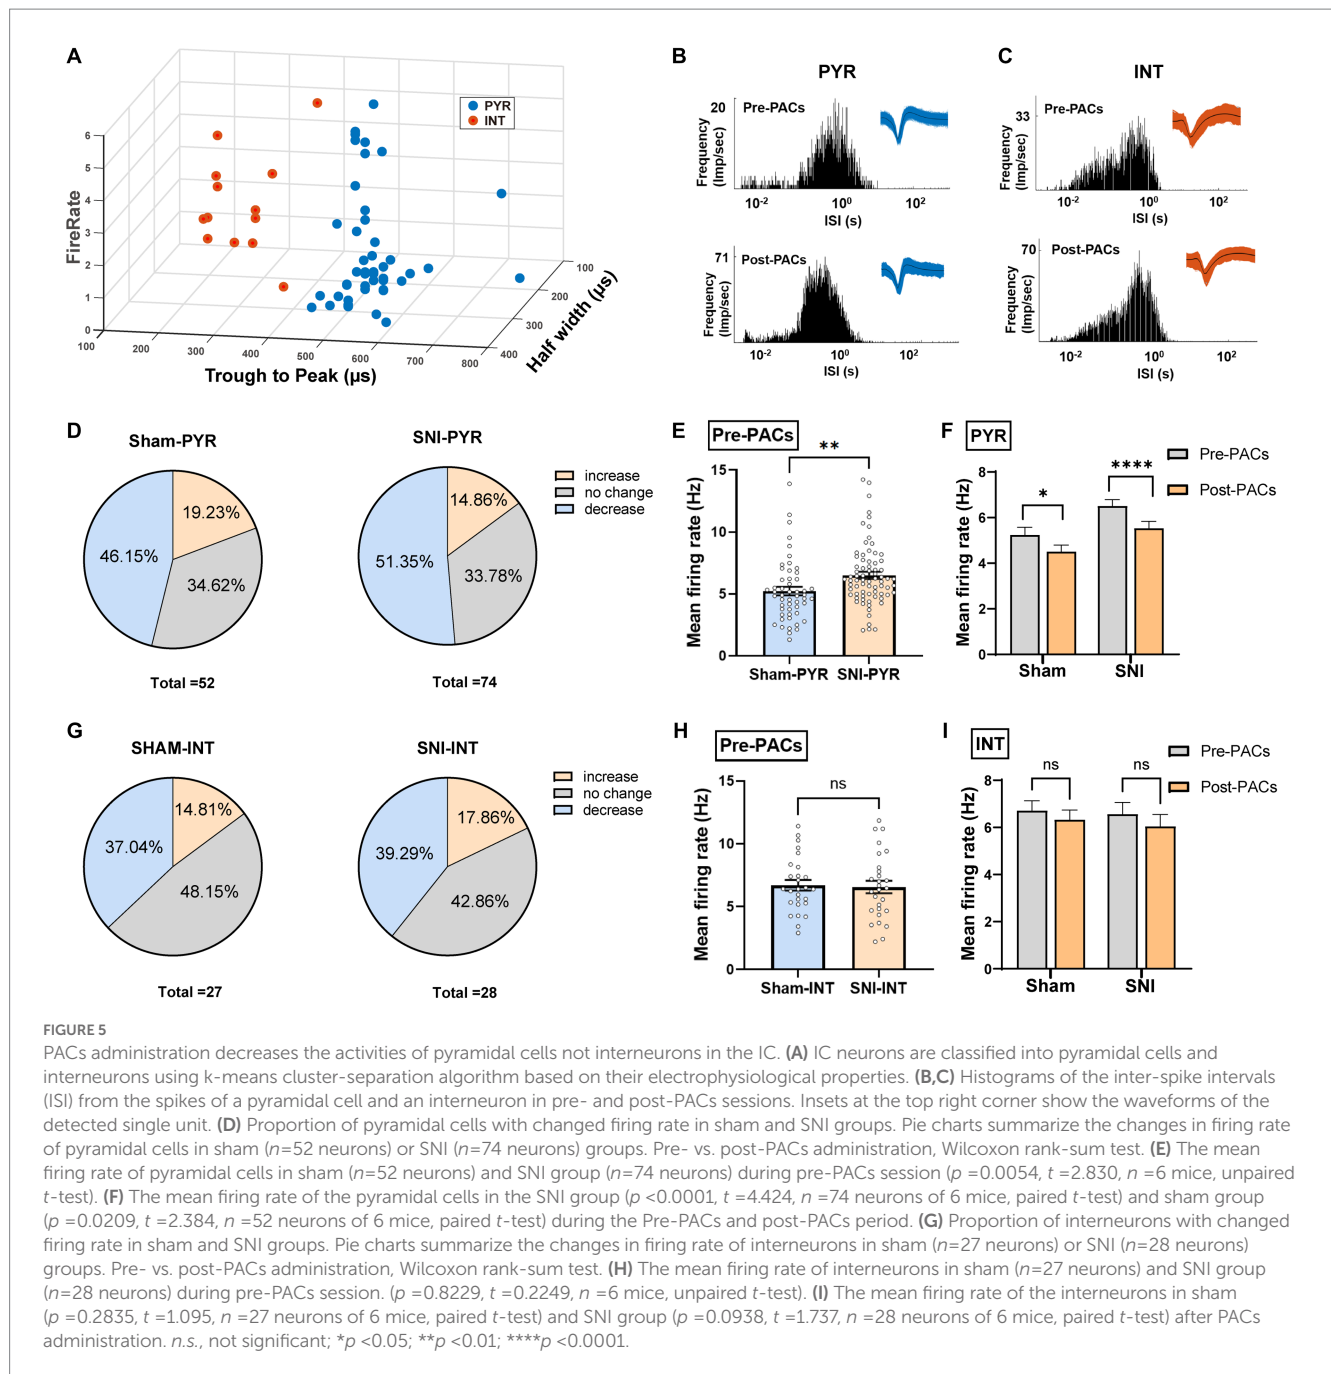 A
FireRate
6
5
4
3
2
1
0
100
200
300
400
500
600
700
800
Trough to Peak (µs)
100
200
300
400
Half width (µs)
PYR
INT
B
PYR
Pre-PACs
20
Frequency
(Imp/sec)
10-2
100
102
ISI (s)
Post-PACs
71
Frequency
(Imp/sec)
10-2
100
102
ISI (s)
C
INT
Pre-PACs
33
Frequency
(Imp/sec)
10-2
100
102
ISI (s)
Post-PACs
70
Frequency
(Imp/sec)
10-2
100
102
ISI (s)
D
Sham-PYR
19.23%
46.15%
34.62%
Total =52
SNI-PYR
14.86%
51.35%
33.78%
Total =74
increase
no change
decrease
E
Pre-PACs
**
Mean firing rate (Hz)
15
10
5
0
Sham-PYR
SNI-PYR
F
PYR
Pre-PACs
Post-PACs
*
****
Mean firing rate (Hz)
8
6
4
2
0
Sham
SNI
G
SHAM-INT
14.81%
37.04%
48.15%
Total =27
SNI-INT
17.86%
39.29%
42.86%
Total =28
increase
no change
decrease
H
Pre-PACs
ns
Mean firing rate (Hz)
15
10
5
0
Sham-INT
SNI-INT
I
INT
Pre-PACs
Post-PACs
ns
ns
Mean firing rate (Hz)
8
6
4
2
0
Sham
SNI
FIGURE 5
PACs administration decreases the activities of pyramidal cells not interneurons in the IC. (A) IC neurons are classified into pyramidal cells and
interneurons using k-means cluster-separation algorithm based on their electrophysiological properties. (B,C) Histograms of the inter-spike intervals
(ISI) from the spikes of a pyramidal cell and an interneuron in pre- and post-PACs sessions. Insets at the top right corner show the waveforms of the
detected single unit. (D) Proportion of pyramidal cells with changed firing rate in sham and SNI groups. Pie charts summarize the changes in firing rate
of pyramidal cells in sham (n=52 neurons) or SNI (n=74 neurons) groups. Pre- vs. post-PACs administration, Wilcoxon rank-sum test. (E) The mean
firing rate of pyramidal cells in sham (n=52 neurons) and SNI group (n=74 neurons) during pre-PACs session (p =0.0054, t =2.830, n =6 mice, unpaired
t-test). (F) The mean firing rate of the pyramidal cells in the SNI group (p <0.0001, t =4.424, n =74 neurons of 6 mice, paired t-test) and sham group
(p =0.0209, t =2.384, n =52 neurons of 6 mice, paired t-test) during the Pre-PACs and post-PACs period. (G) Proportion of interneurons with changed
firing rate in sham and SNI groups. Pie charts summarize the changes in firing rate of interneurons in sham (n=27 neurons) or SNI (n=28 neurons)
groups. Pre- vs. post-PACs administration, Wilcoxon rank-sum test. (H) The mean firing rate of interneurons in sham (n=27 neurons) and SNI group
(n=28 neurons) during pre-PACs session. (p =0.8229, t =0.2249, n =6 mice, unpaired t-test). (I) The mean firing rate of the interneurons in sham
(p =0.2835, t =1.095, n =27 neurons of 6 mice, paired t-test) and SNI group (p =0.0938, t =1.737, n =28 neurons of 6 mice, paired t-test) after PACs
administration. n.s., not significant; *p <0.05; **p <0.01; ****p <0.0001.